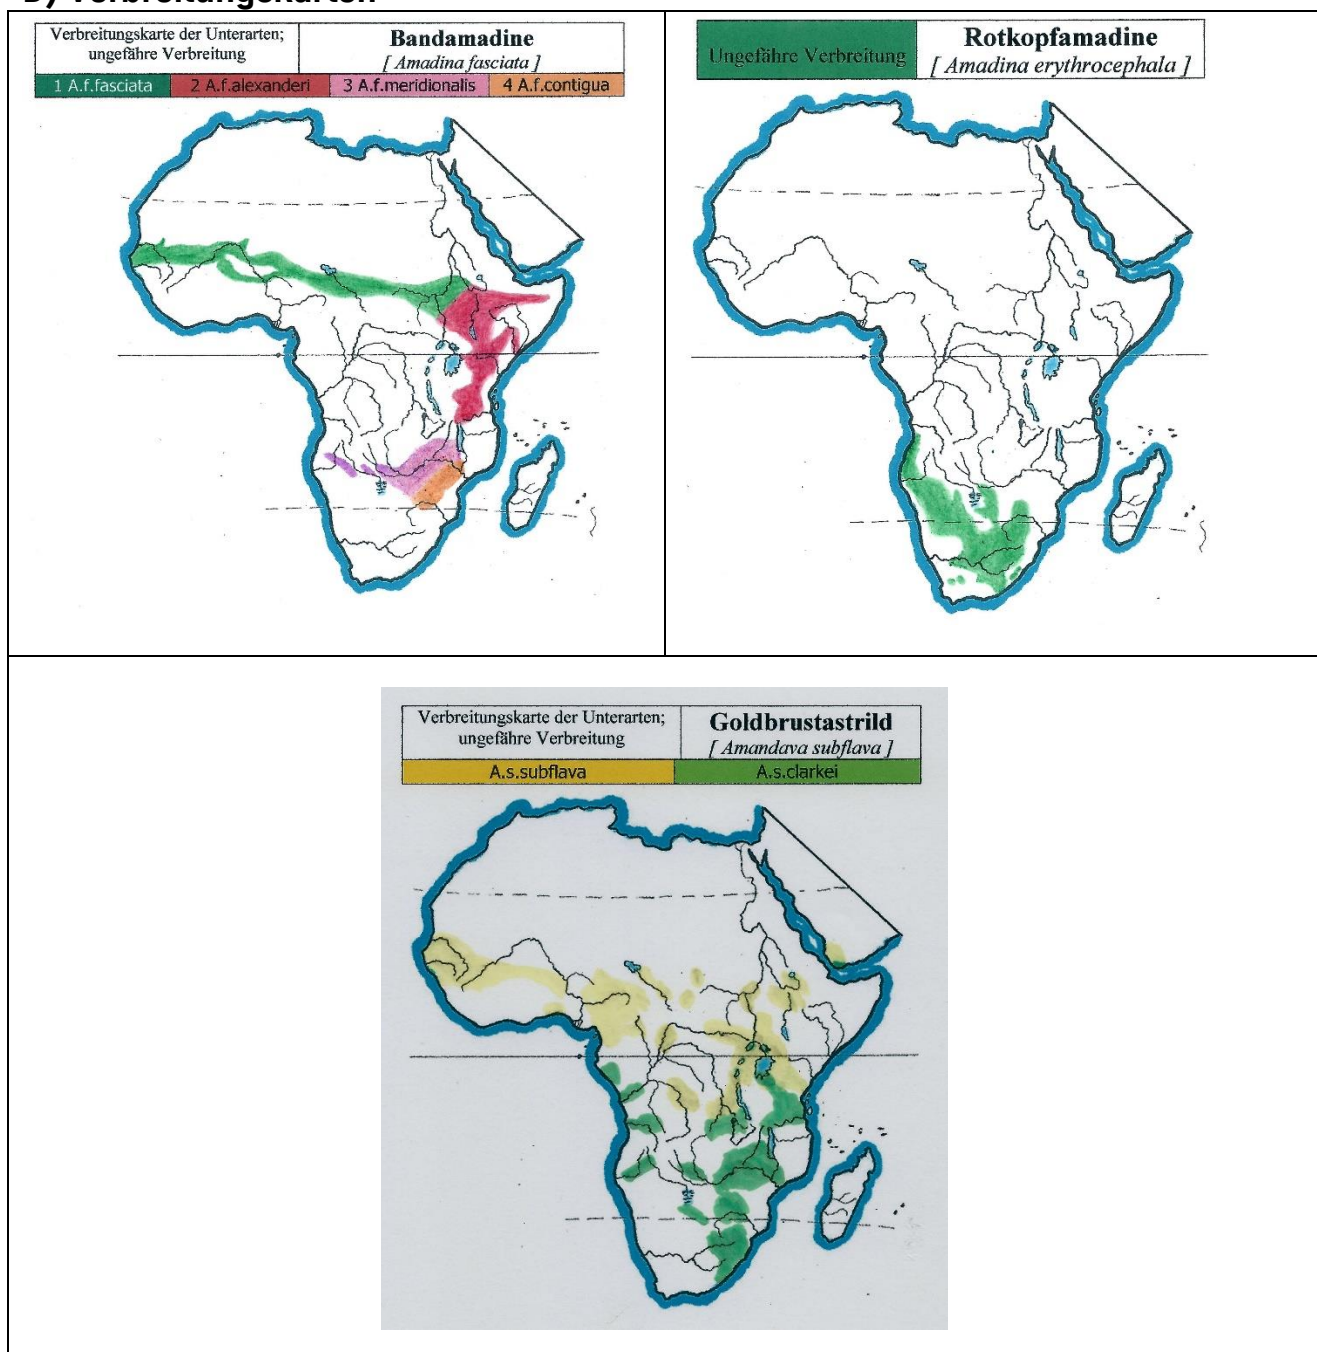 B) Verbreitungskarten
Verbreitungskarte der Unterarten;
ungefähre Verbreitung
Bandamadine
[ Amadina fasciata ]
1 A.f.fasciata
2 A.f.alexanderi
3 A.f.meridionalis
4 A.f.contigua
Ungefähre Verbreitung
Rotkopfamadine
[ Amadina erythrocephala ]
Verbreitungskarte der Unterarten;
ungefähre Verbreitung
Goldbrustastrild
[ Amandava subflava ]
A.s.subflava
A.s.clarkei